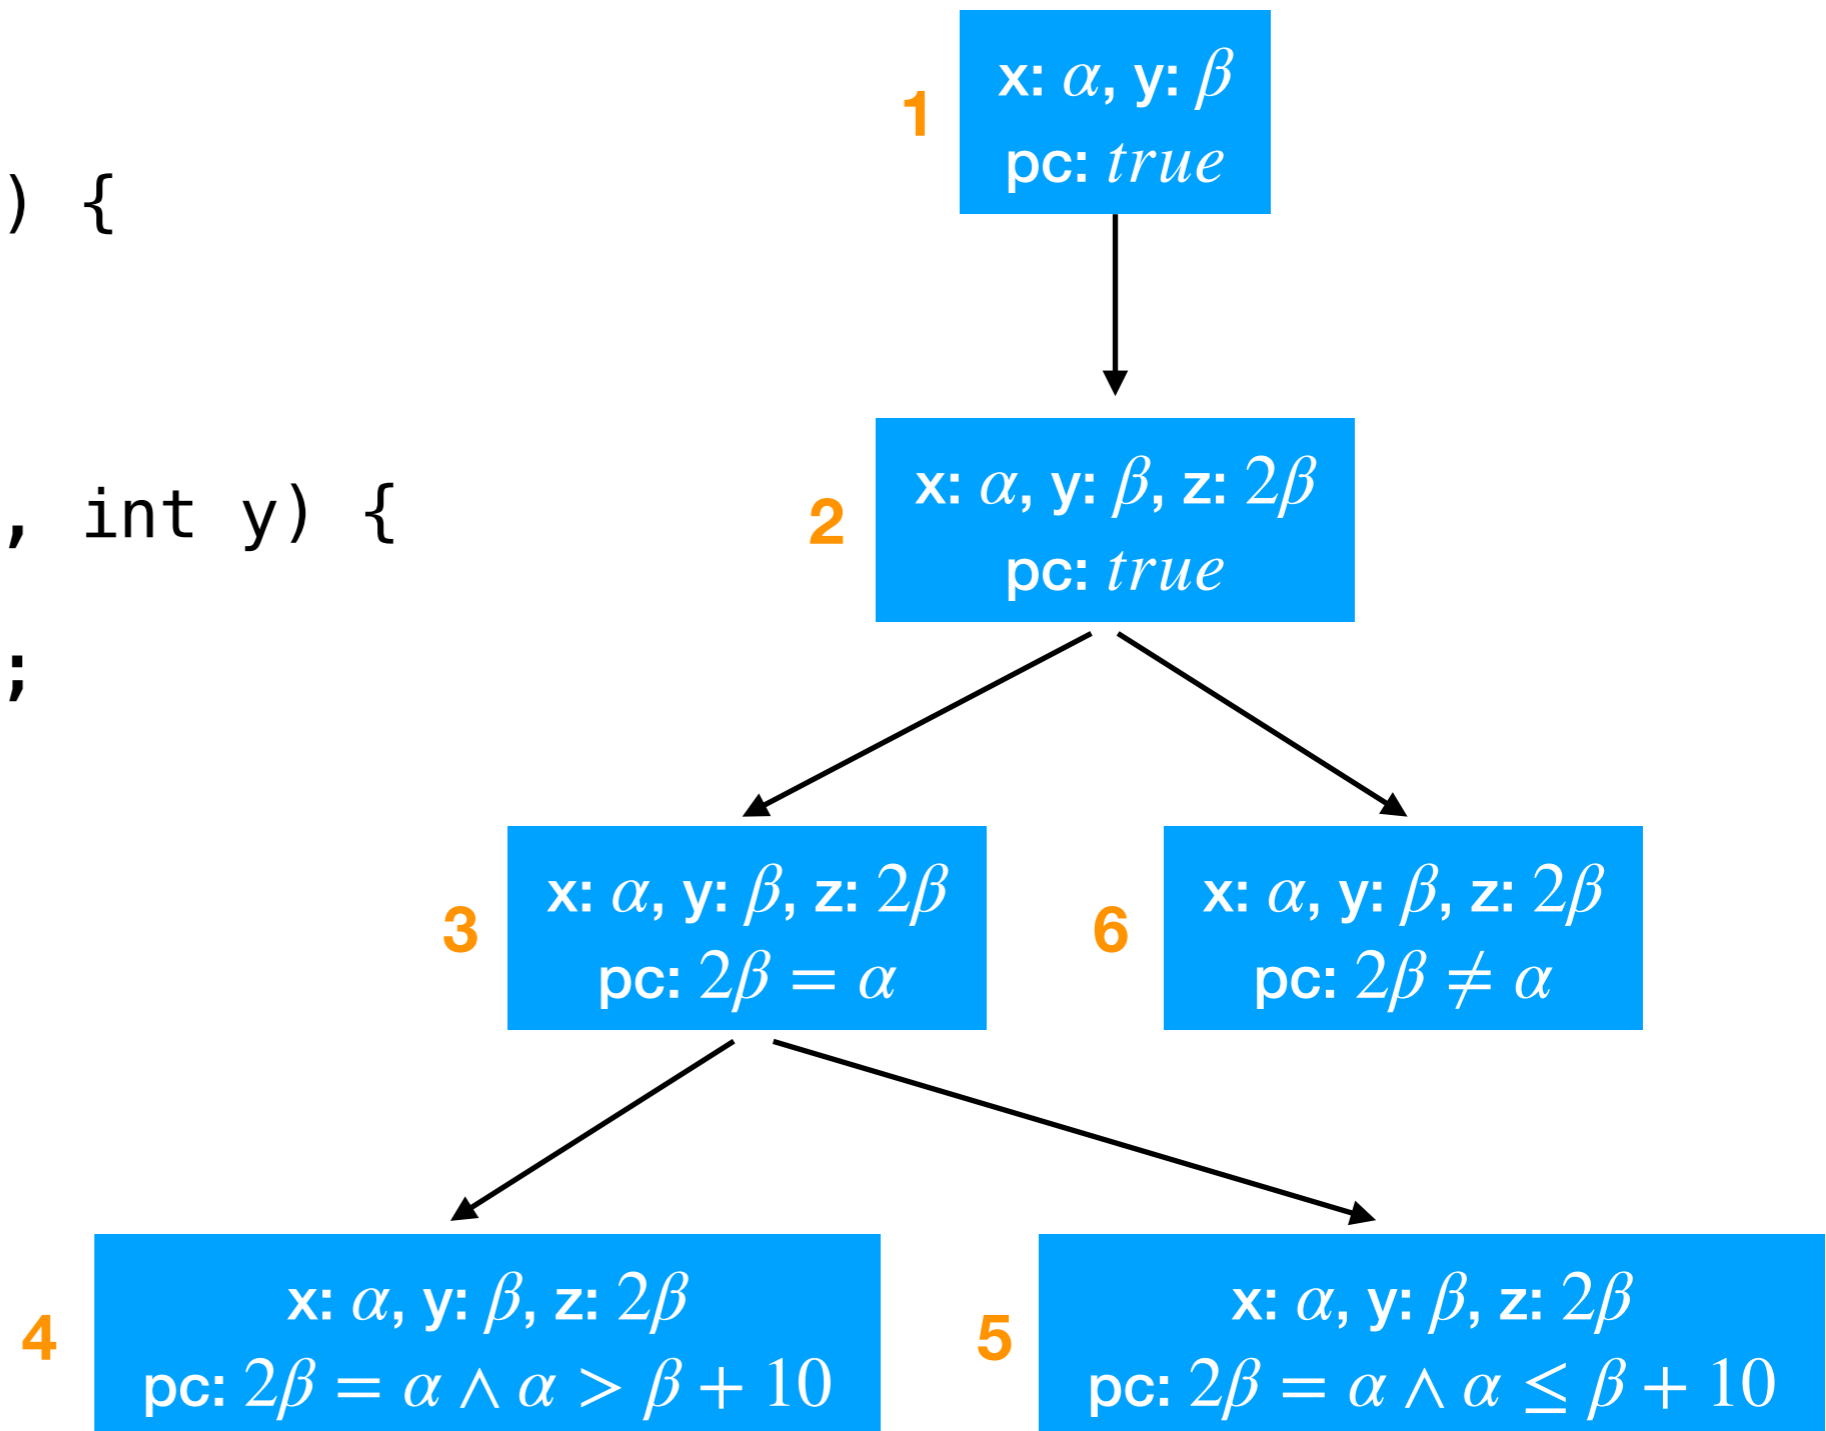 ) {
, int y) {
;
1
x: α, y: β
pc: true
2
x: α, y: β, z: 2β
pc: true
3
x: α, y: β, z: 2β
pc: 2β = α
6
x: α, y: β, z: 2β
pc: 2β ≠ α
4
x: α, y: β, z: 2β
pc: 2β = α ∧ α > β + 10
5
x: α, y: β, z: 2β
pc: 2β = α ∧ α ≤ β + 10